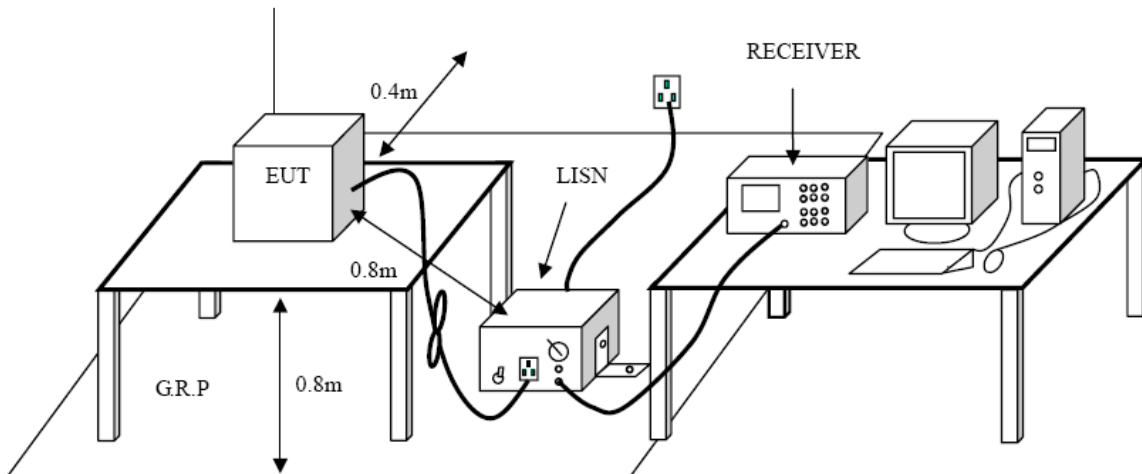 RECEIVER
0.4m
EUT
LISN
0.8m
G.R.P
0.8m